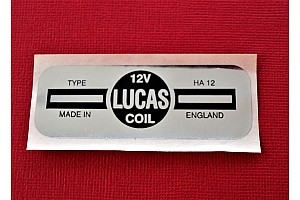 12V
TYPE HA 12
LUCAS
MADE IN ENGLAND
COIL